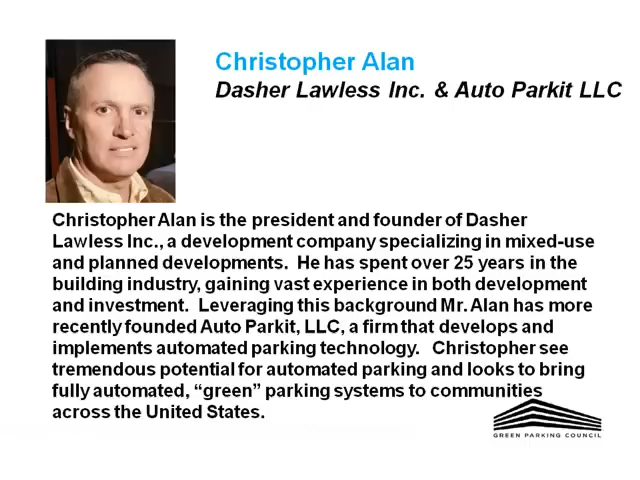 Christopher Alan
Dasher Lawless Inc. & Auto Parkit LLC
Christopher Alan is the president and founder of Dasher
Lawless Inc., a development company specializing in mixed-use
and planned developments.  He has spent over 25 years in the
building industry, gaining vast experience in both development
and investment.  Leveraging this background Mr. Alan has more
recently founded Auto Parkit, LLC, a firm that develops and
implements automated parking technology.   Christopher see
tremendous potential for automated parking and looks to bring
fully automated, “green” parking systems to communities
across the United States.
GREEN PARKING COUNCIL